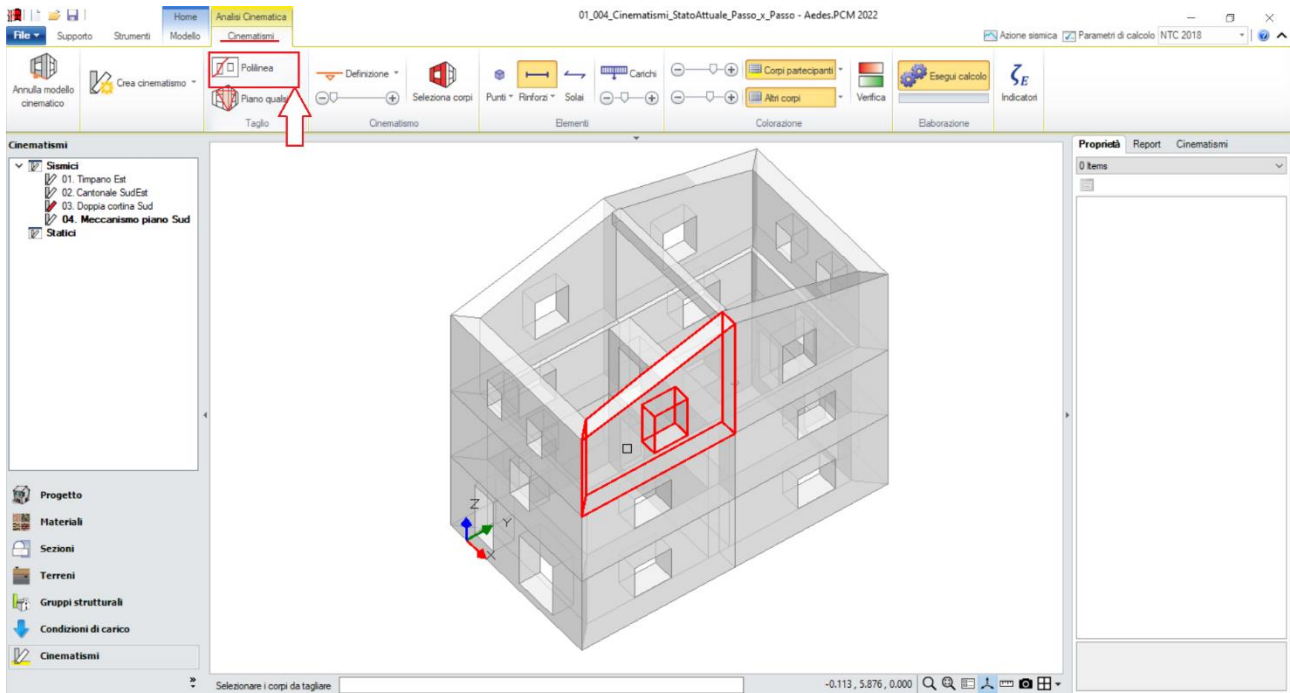 Home
Analisi Cinematica
01_004_Cinematismi_StatoAttuale_Passo_x_Passo - Aedes.PCM 2022
File
Supporto
Strumenti
Modello
Cinematismi
Azione sismica
Parametri di calcolo
NTC 2018
Annulla modello cinematico
Crea cinematismo
Polilinea
Piano quals
Taglio
Definizione
Seleziona corpi
Cinematismo
Punti
Rinforzi
Solai
Carichi
Elementi
Corpi partecipanti
Altri corpi
Verifica
Colorazione
Esegui calcolo
Elaborazione
ζE
Indicatori
Cinematismi
Sismici
01. Timpano Est
02. Cantonale SudEst
03. Doppia cortina Sud
04. Meccanismo piano Sud
Statici
Proprietà
Report
Cinematismi
0 Items
Z
Y
X
Progetto
Materiali
Sezioni
Terreni
Gruppi strutturali
Condizioni di carico
Cinematismi
Selezionare i corpi da tagliare
-0.113 , 5.876 , 0.000